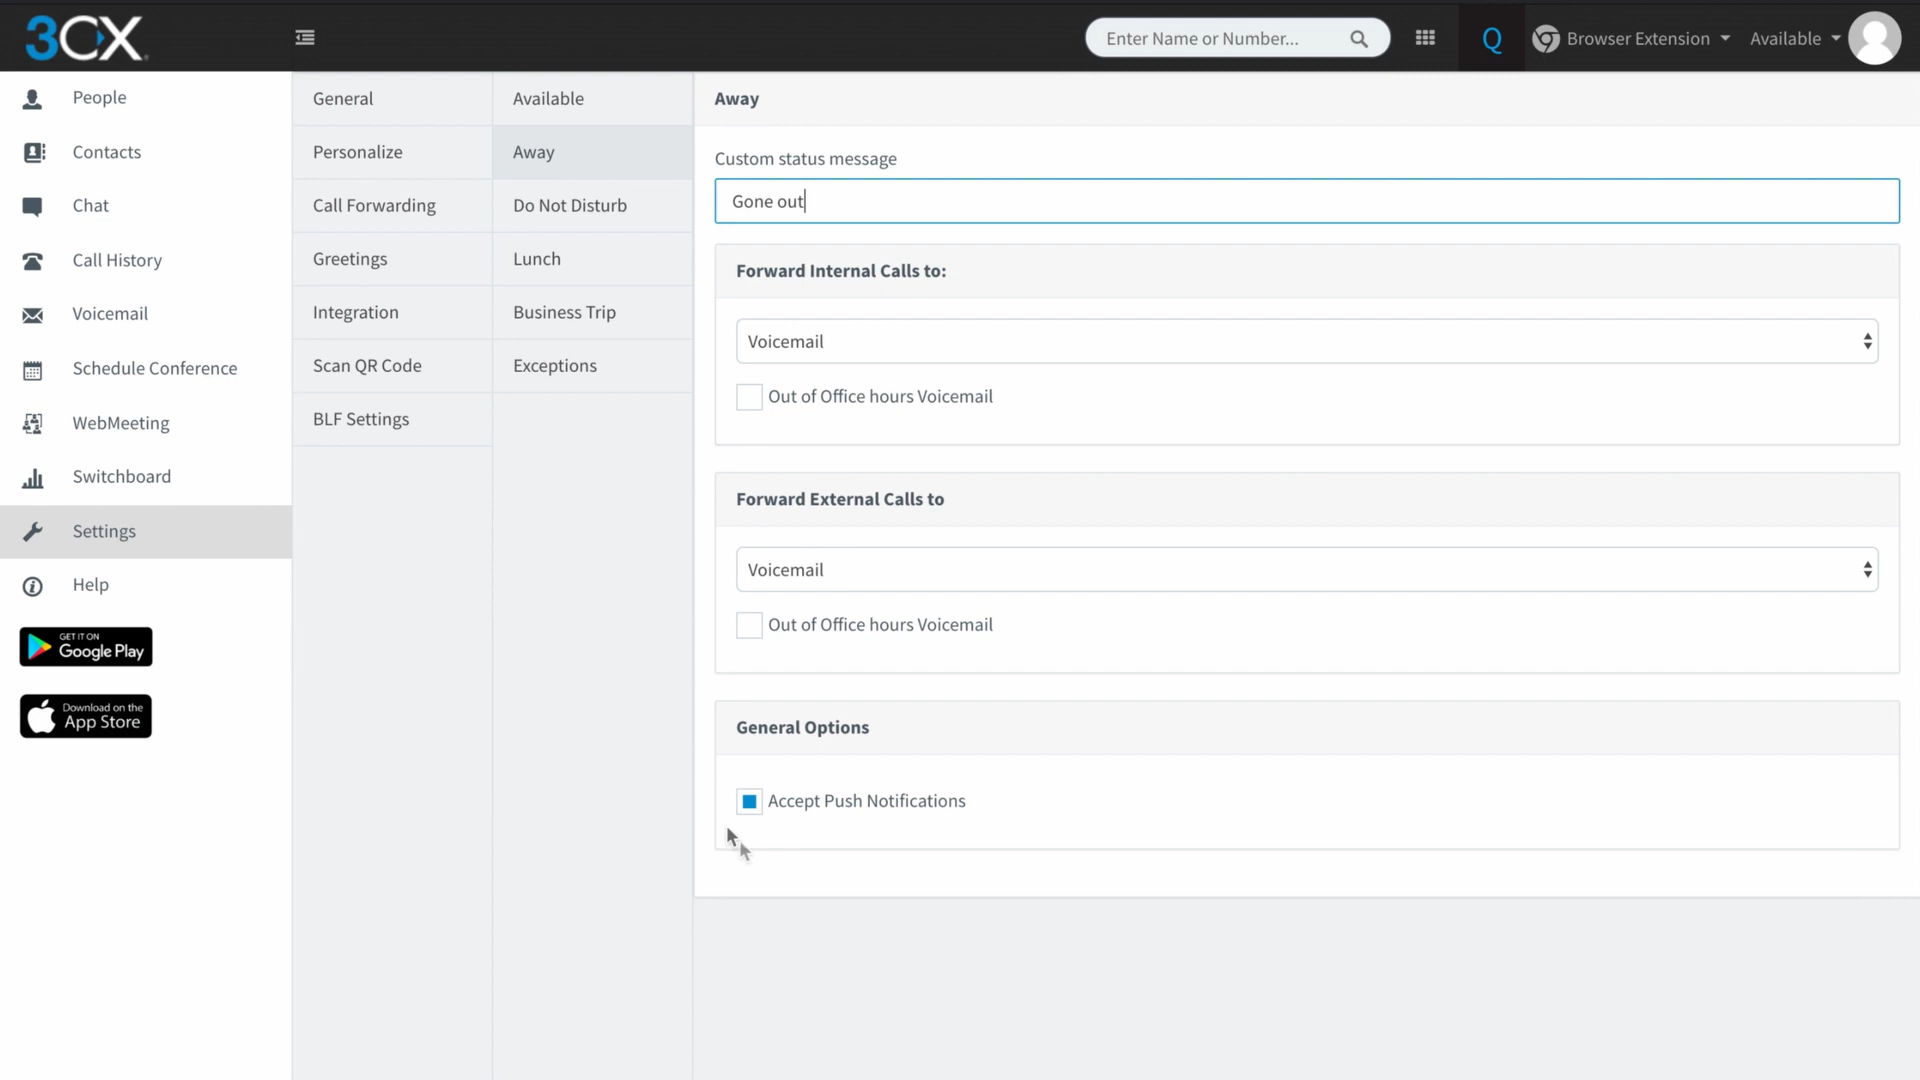 3CX
Enter Name or Number...
Q
Browser Extension
Available
People
Contacts
Chat
Call History
Voicemail
Schedule Conference
WebMeeting
Switchboard
Settings
Help
GET IT ON
Google Play
Download on the
App Store
General
Personalize
Call Forwarding
Greetings
Integration
Scan QR Code
BLF Settings
Available
Away
Do Not Disturb
Lunch
Business Trip
Exceptions
Away
Custom status message
Gone out
Forward Internal Calls to:
Voicemail
Out of Office hours Voicemail
Forward External Calls to
Voicemail
Out of Office hours Voicemail
General Options
Accept Push Notifications